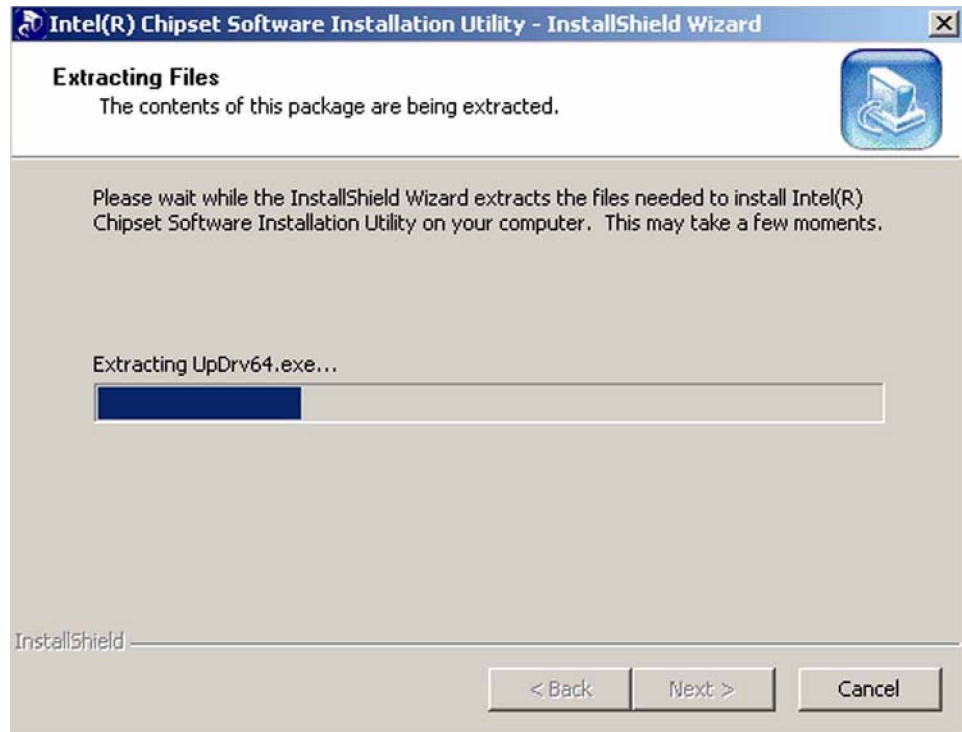 Intel(R) Chipset Software Installation Utility - InstallShield Wizard
Extracting Files
The contents of this package are being extracted.
Please wait while the InstallShield Wizard extracts the files needed to install Intel(R)
Chipset Software Installation Utility on your computer.  This may take a few moments.
Extracting UpDrv64.exe...
InstallShield
< Back
Next >
Cancel